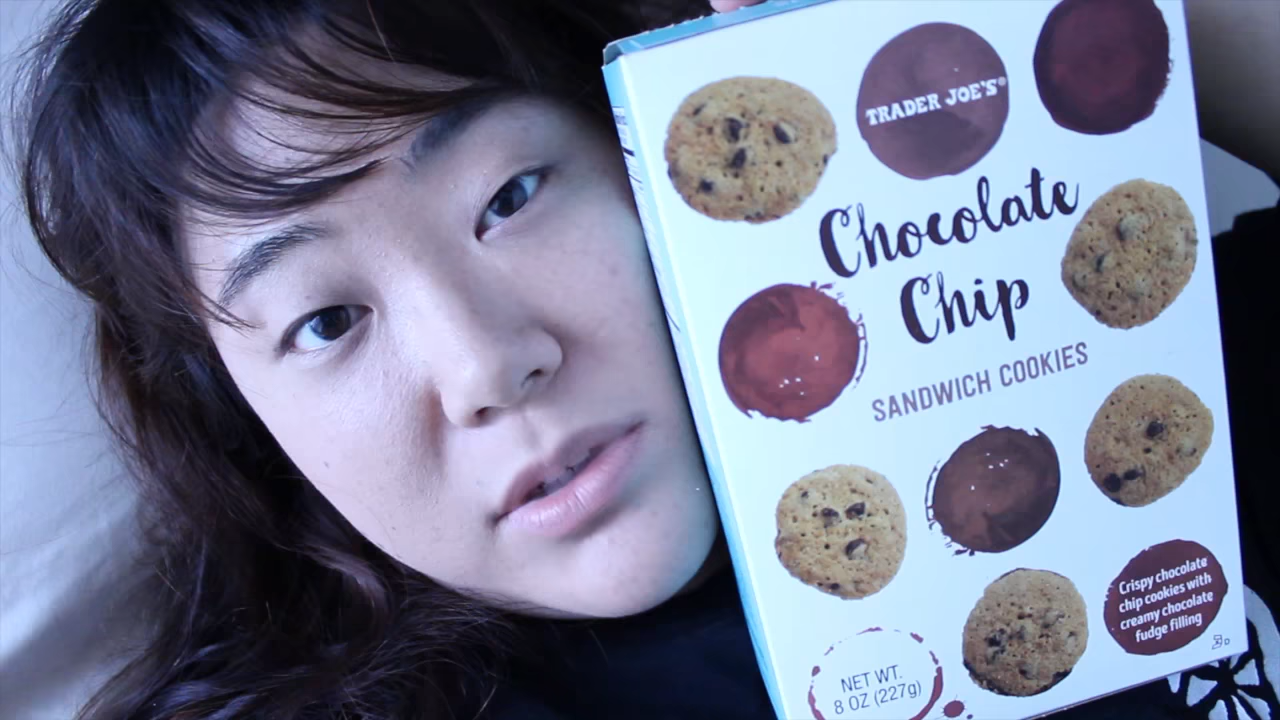 TRADER JOE'S®
Chocolate
Chip
SANDWICH COOKIES
Crispy chocolate
chip cookies with
creamy chocolate
fudge filling
NET WT.
8 OZ (227g)